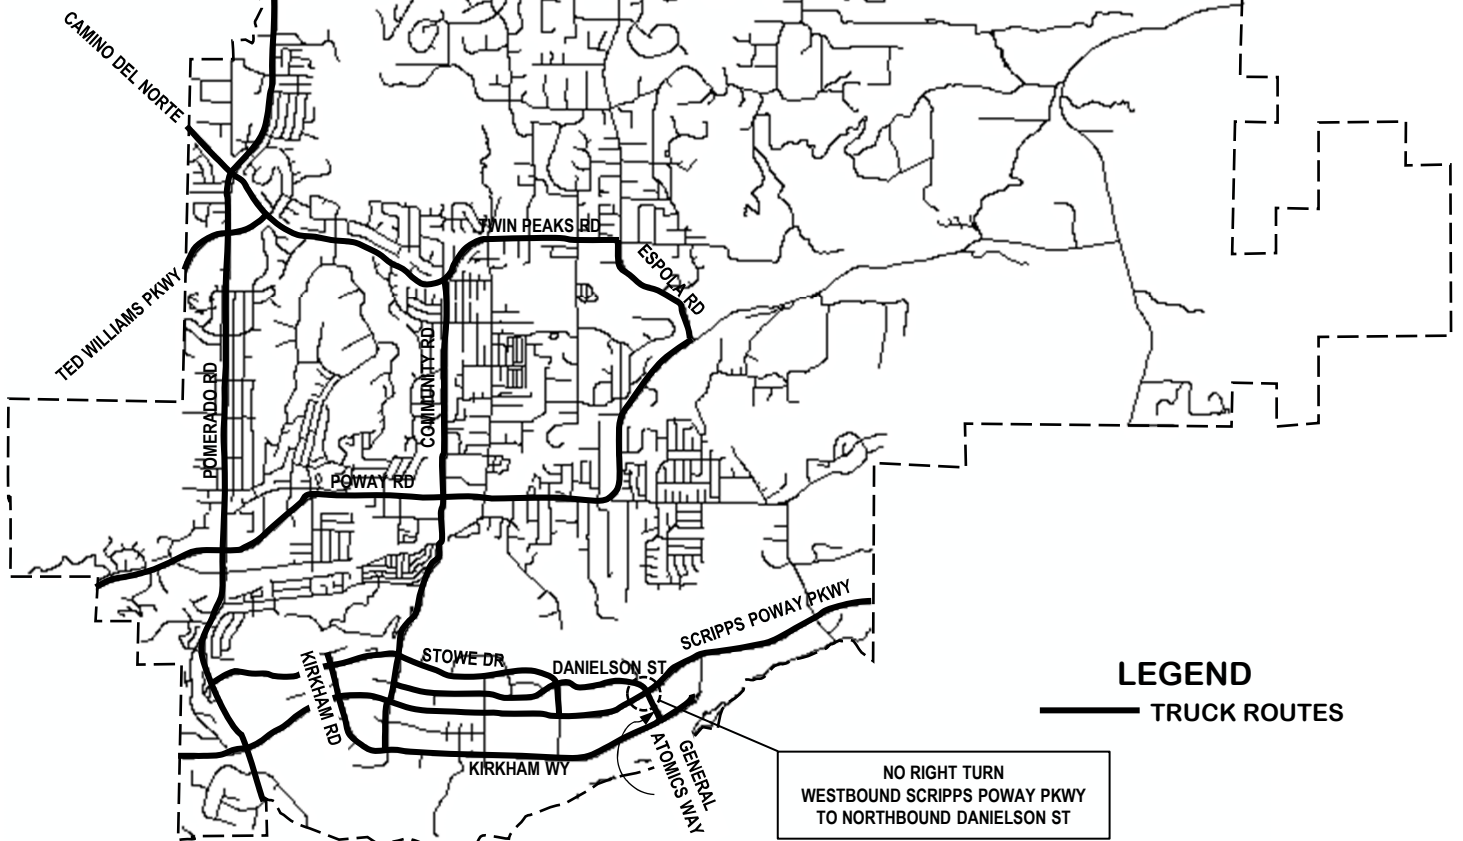 CAMINO DEL NORTE
TWIN PEAKS RD
ESPOLA RD
TED WILLIAMS PKWY
POMERADO RD
COMMUNITY RD
POWAY RD
SCRIPPS POWAY PKWY
STOWE DR
DANIELSON ST
KIRKHAM RD
KIRKHAM WY
GENERAL
ATOMICS WAY
LEGEND
TRUCK ROUTES
NO RIGHT TURN
WESTBOUND SCRIPPS POWAY PKWY
TO NORTHBOUND DANIELSON ST